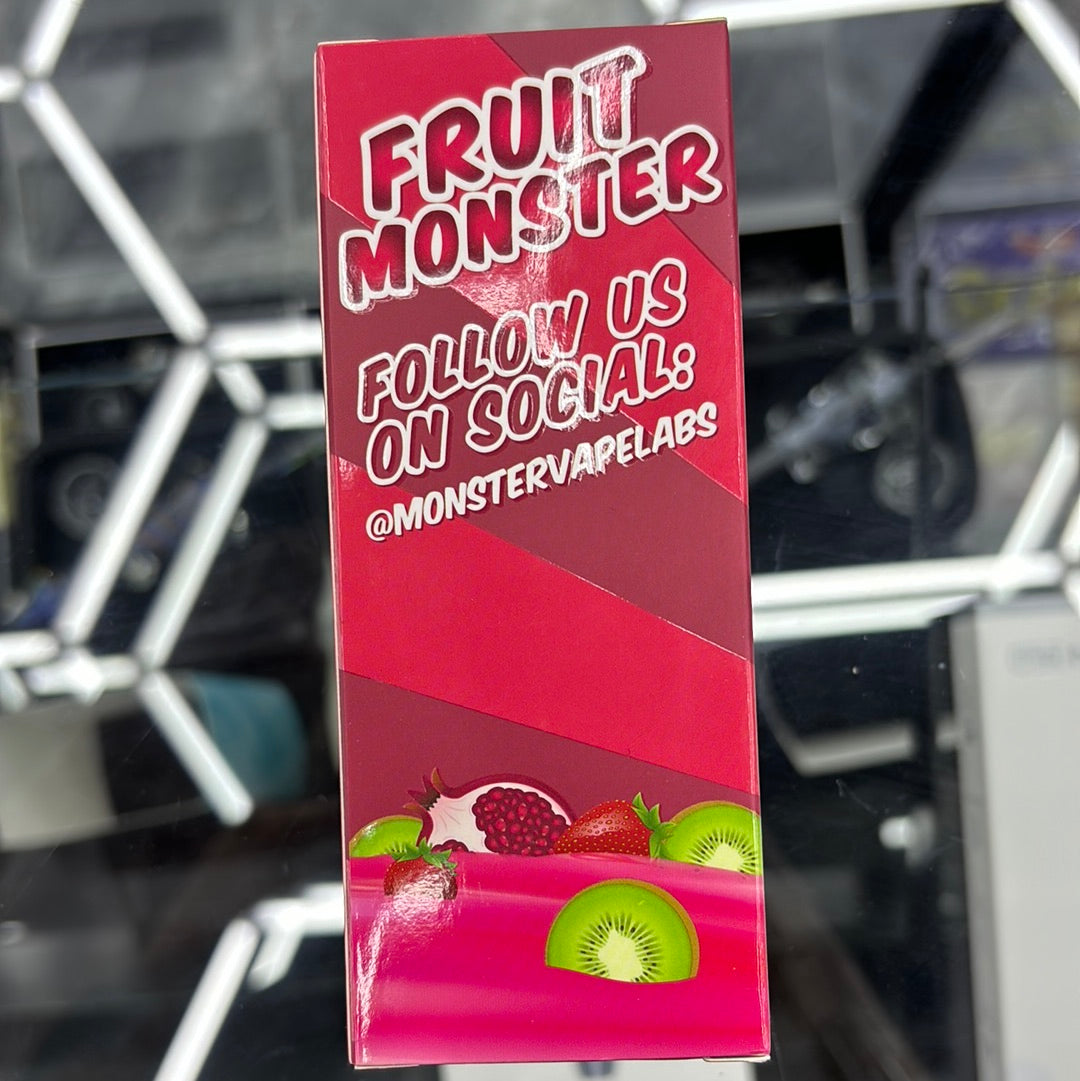 FRUIT
MONSTER
FOLLOW US
ON SOCIAL:
@MONSTERVAPELABS